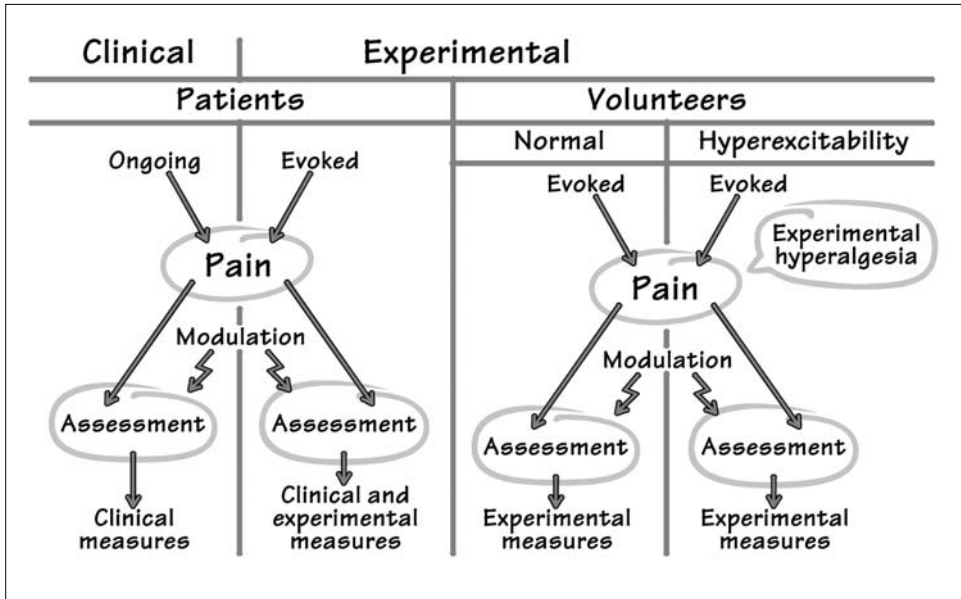 Clinical
Experimental
Patients
Volunteers
Normal
Hyperexcitability
Ongoing
Evoked
Pain
Modulation
Assessment
Assessment
Clinical
measures
Clinical and
experimental
measures
Evoked
Evoked
Experimental
hyperalgesia
Pain
Modulation
Assessment
Assessment
Experimental
measures
Experimental
measures